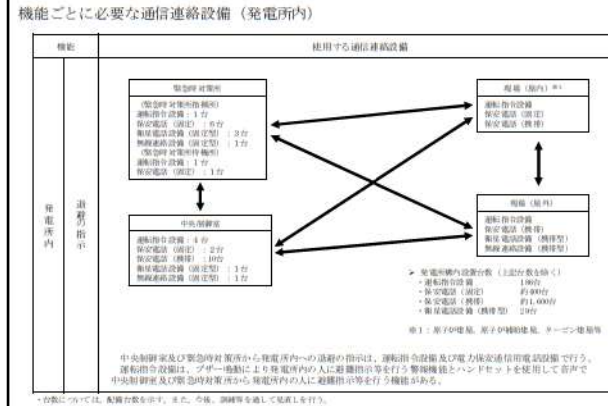 機能ごとに必要な通信連絡設備（発電所内）
機能
使用する通信連絡設備
発電所内
退避の指示
緊急時対策所
（緊急時対策所指揮所）
運転指令設備：1台
保安電話（固定）：6台
衛星電話設備（固定型）：3台
無線連絡設備（固定型）：1台
（緊急時対策所待機所）
運転指令設備：1台
保安電話（固定）：1台
現場（屋内）※1
運転指令設備
保安電話（固定）
保安電話（携帯）
中央制御室
運転指令設備：4台
保安電話（固定）：2台
保安電話（携帯）：10台
衛星電話設備（固定型）：1台
無線連絡設備（固定型）：1台
現場（屋外）
運転指令設備
保安電話（携帯）
衛星電話設備（携帯型）
無線連絡設備（携帯型）
➢ 発電所構内設置台数（上記台数を除く）
・運転指令設備
・保安電話（固定） 約400台
・保安電話（携帯） 約1,600台
・衛星電話設備（携帯型） 29台
※1：原子炉建屋、原子炉補助建屋、タービン建屋等
中央制御室及び緊急時対策所から発電所内への退避の指示は、運転指令設備及び電力保安通信用電話設備で行う。
運転指令設備は、ブザー鳴動により発電所内の人に避難指示等を行う警報機能とハンドセットを使用して音声で
中央制御室及び緊急時対策所から発電所内の人に避難指示等を行う機能がある。
・台数については、配備台数を示す。また、今後、訓練等を通して見直しを行う。